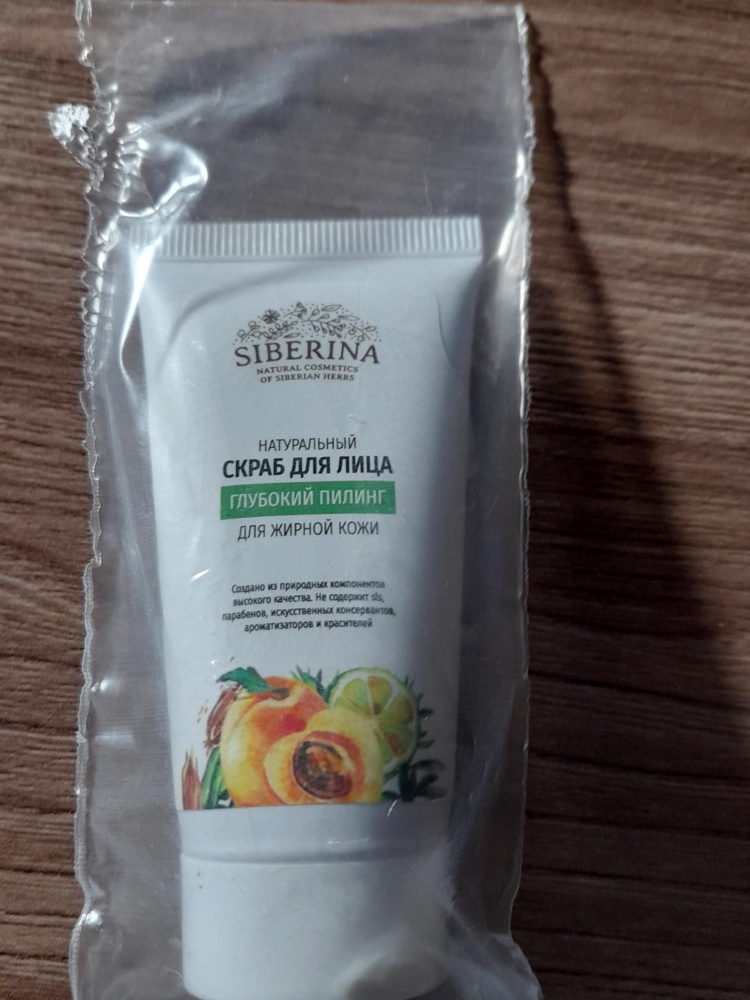 SIBERINA
NATURAL COSMETICS
OF SIBERIAN HERBS
НАТУРАЛЬНЫЙ
СКРАБ ДЛЯ ЛИЦА
ГЛУБОКИЙ ПИЛИНГ
ДЛЯ ЖИРНОЙ КОЖИ
Создано из природных компонентов
высокого качества. Не содержит sls,
парабенов, искусственных консервантов,
ароматизаторов и красителей